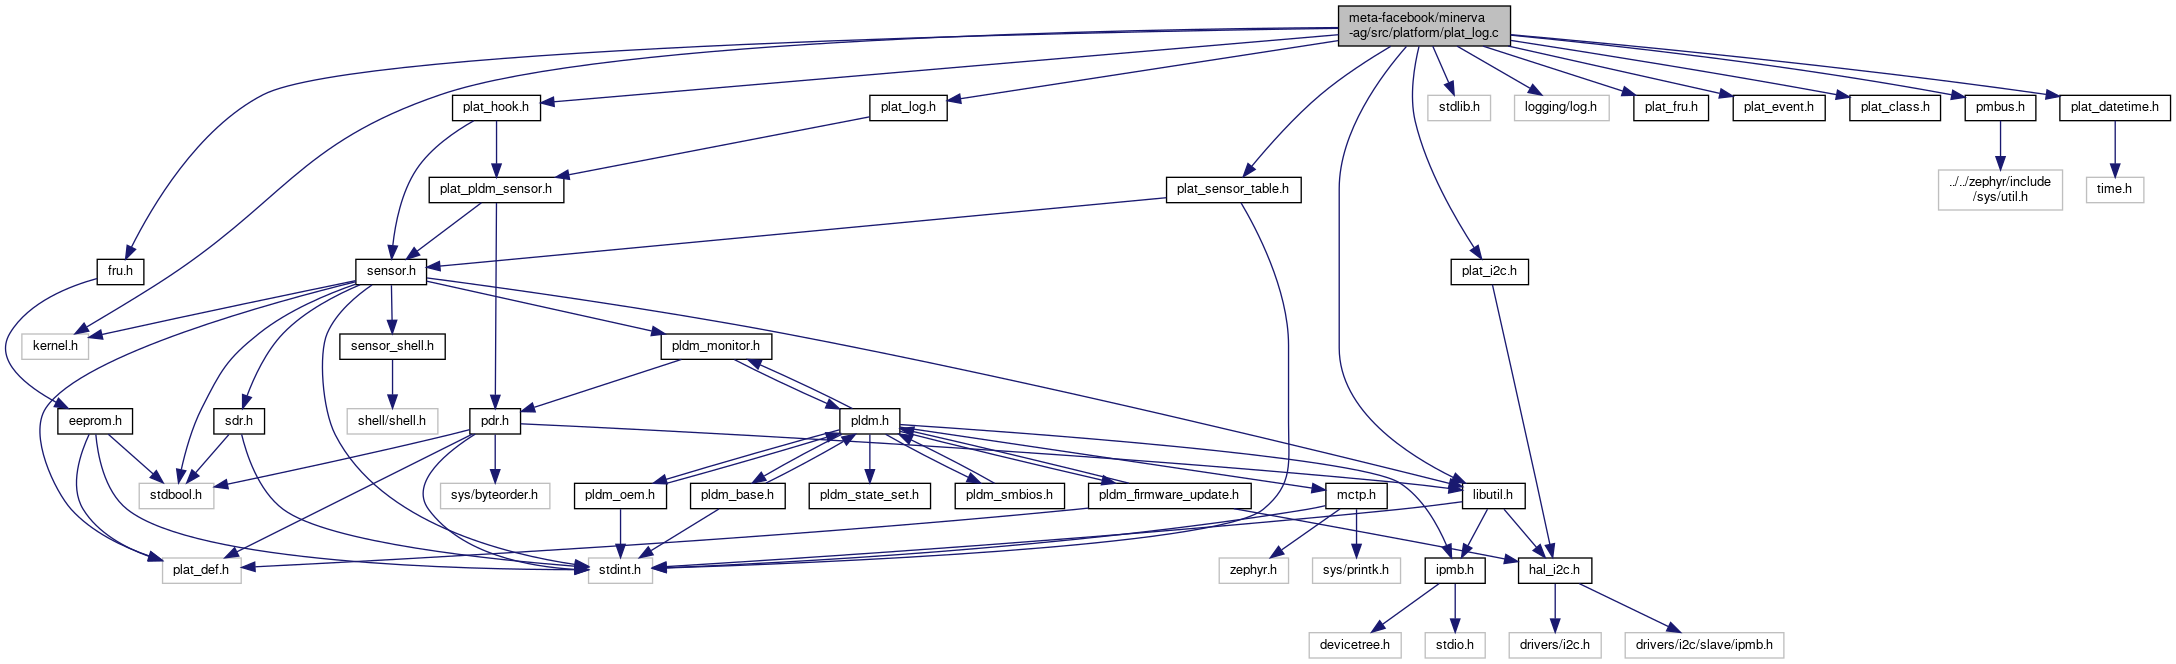 meta-facebook/minerva
-ag/src/platform/plat_log.c
plat_hook.h
plat_log.h
stdlib.h
logging/log.h
plat_fru.h
plat_event.h
plat_class.h
pmbus.h
plat_datetime.h
plat_pldm_sensor.h
plat_sensor_table.h
../../zephyr/include
/sys/util.h
time.h
fru.h
sensor.h
plat_i2c.h
kernel.h
sensor_shell.h
pldm_monitor.h
eeprom.h
sdr.h
shell/shell.h
pdr.h
pldm.h
stdbool.h
sys/byteorder.h
pldm_oem.h
pldm_base.h
pldm_state_set.h
pldm_smbios.h
pldm_firmware_update.h
mctp.h
libutil.h
plat_def.h
stdint.h
zephyr.h
sys/printk.h
ipmb.h
hal_i2c.h
devicetree.h
stdio.h
drivers/i2c.h
drivers/i2c/slave/ipmb.h